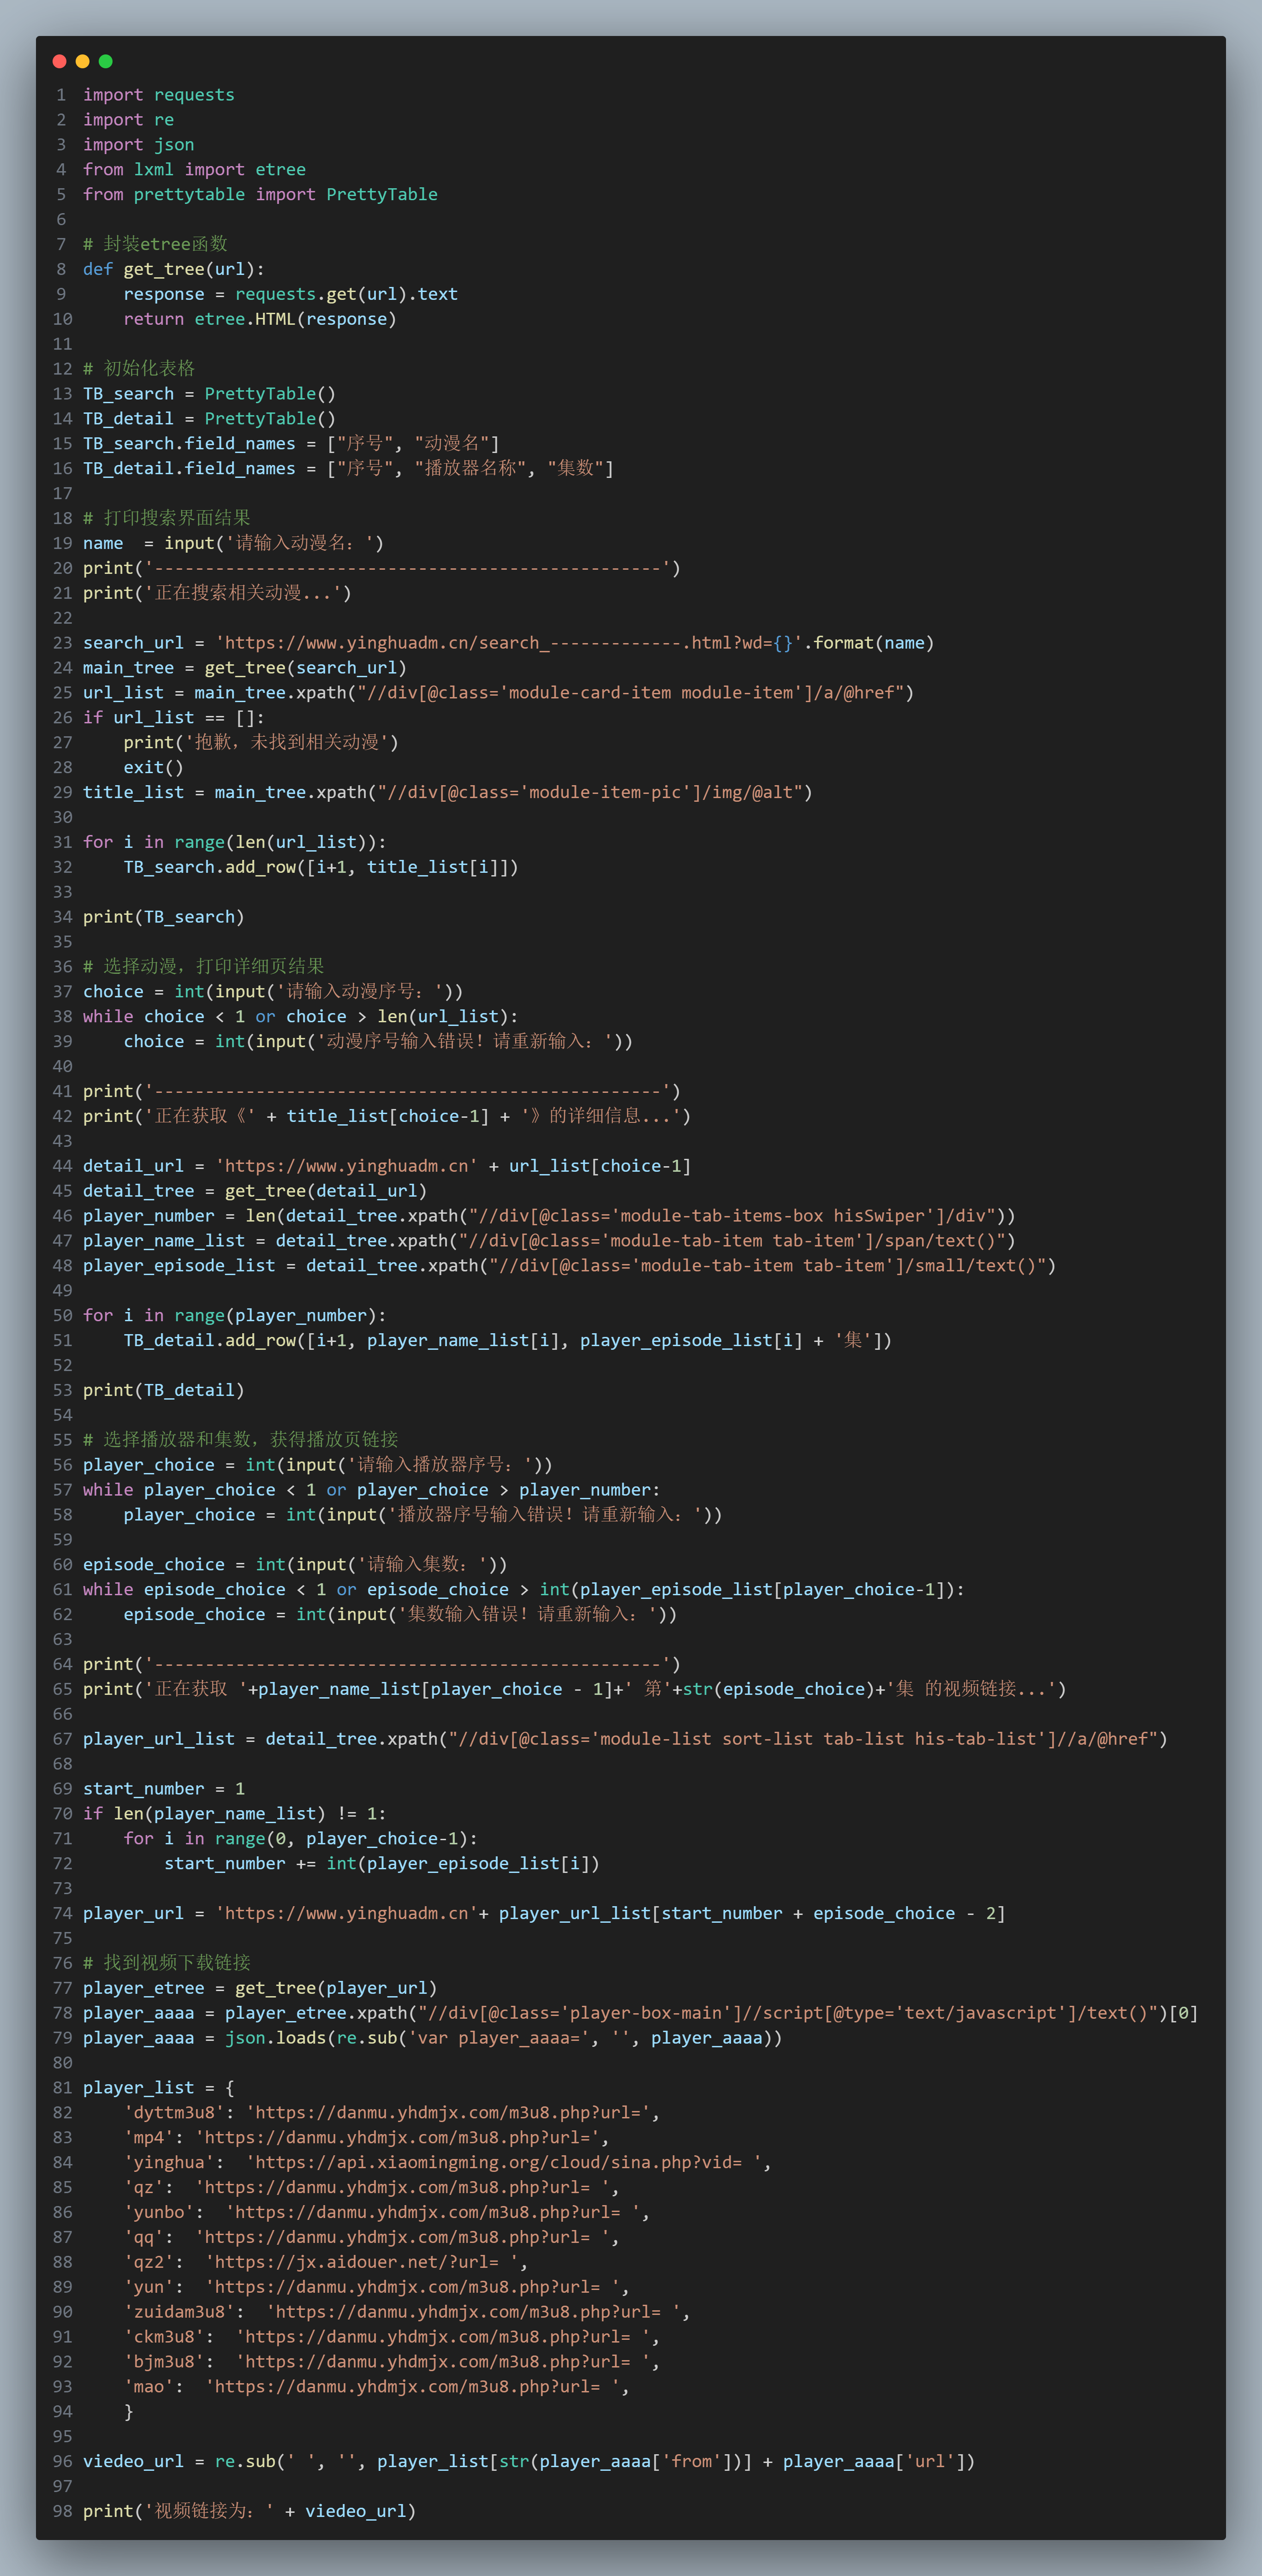 1 import requests
2 import re
3 import json
4 from lxml import etree
5 from prettytable import PrettyTable
6
7 # 封装etree函数
8 def get_tree(url):
9     response = requests.get(url).text
10     return etree.HTML(response)
11
12 # 初始化表格
13 TB_search = PrettyTable()
14 TB_detail = PrettyTable()
15 TB_search.field_names = ["序号", "动漫名"]
16 TB_detail.field_names = ["序号", "播放器名称", "集数"]
17
18 # 打印搜索界面结果
19 name  = input('请输入动漫名：')
20 print('--------------------------------------------------')
21 print('正在搜索相关动漫...')
22
23 search_url = 'https://www.yinghuadm.cn/search_-------------.html?wd={}'.format(name)
24 main_tree = get_tree(search_url)
25 url_list = main_tree.xpath("//div[@class='module-card-item module-item']/a/@href")
26 if url_list == []:
27     print('抱歉，未找到相关动漫')
28     exit()
29 title_list = main_tree.xpath("//div[@class='module-item-pic']/img/@alt")
30
31 for i in range(len(url_list)):
32     TB_search.add_row([i+1, title_list[i]])
33
34 print(TB_search)
35
36 # 选择动漫，打印详细页结果
37 choice = int(input('请输入动漫序号：'))
38 while choice < 1 or choice > len(url_list):
39     choice = int(input('动漫序号输入错误！请重新输入：'))
40
41 print('--------------------------------------------------')
42 print('正在获取《' + title_list[choice-1] + '》的详细信息...')
43
44 detail_url = 'https://www.yinghuadm.cn' + url_list[choice-1]
45 detail_tree = get_tree(detail_url)
46 player_number = len(detail_tree.xpath("//div[@class='module-tab-items-box hisSwiper']/div"))
47 player_name_list = detail_tree.xpath("//div[@class='module-tab-item tab-item']/span/text()")
48 player_episode_list = detail_tree.xpath("//div[@class='module-tab-item tab-item']/small/text()")
49
50 for i in range(player_number):
51     TB_detail.add_row([i+1, player_name_list[i], player_episode_list[i] + '集'])
52
53 print(TB_detail)
54
55 # 选择播放器和集数，获得播放页链接
56 player_choice = int(input('请输入播放器序号：'))
57 while player_choice < 1 or player_choice > player_number:
58     player_choice = int(input('播放器序号输入错误！请重新输入：'))
59
60 episode_choice = int(input('请输入集数：'))
61 while episode_choice < 1 or episode_choice > int(player_episode_list[player_choice-1]):
62     episode_choice = int(input('集数输入错误！请重新输入：'))
63
64 print('--------------------------------------------------')
65 print('正在获取 '+player_name_list[player_choice - 1]+' 第'+str(episode_choice)+'集 的视频链接...')
66
67 player_url_list = detail_tree.xpath("//div[@class='module-list sort-list tab-list his-tab-list']//a/@href")
68
69 start_number = 1
70 if len(player_name_list) != 1:
71     for i in range(0, player_choice-1):
72         start_number += int(player_episode_list[i])
73
74 player_url = 'https://www.yinghuadm.cn'+ player_url_list[start_number + episode_choice - 2]
75
76 # 找到视频下载链接
77 player_etree = get_tree(player_url)
78 player_aaaa = player_etree.xpath("//div[@class='player-box-main']//script[@type='text/javascript']/text()")[0]
79 player_aaaa = json.loads(re.sub('var player_aaaa=', '', player_aaaa))
80
81 player_list = {
82     'dyttm3u8': 'https://danmu.yhdmjx.com/m3u8.php?url=',
83     'mp4': 'https://danmu.yhdmjx.com/m3u8.php?url=',
84     'yinghua':  'https://api.xiaomingming.org/cloud/sina.php?vid= ',
85     'qz':  'https://danmu.yhdmjx.com/m3u8.php?url= ',
86     'yunbo':  'https://danmu.yhdmjx.com/m3u8.php?url= ',
87     'qq':  'https://danmu.yhdmjx.com/m3u8.php?url= ',
88     'qz2':  'https://jx.aidouer.net/?url= ',
89     'yun':  'https://danmu.yhdmjx.com/m3u8.php?url= ',
90     'zuidam3u8':  'https://danmu.yhdmjx.com/m3u8.php?url= ',
91     'ckm3u8':  'https://danmu.yhdmjx.com/m3u8.php?url= ',
92     'bjm3u8':  'https://danmu.yhdmjx.com/m3u8.php?url= ',
93     'mao':  'https://danmu.yhdmjx.com/m3u8.php?url= ',
94     }
95
96 viedeo_url = re.sub(' ', '', player_list[str(player_aaaa['from'])] + player_aaaa['url'])
97
98 print('视频链接为：' + viedeo_url)